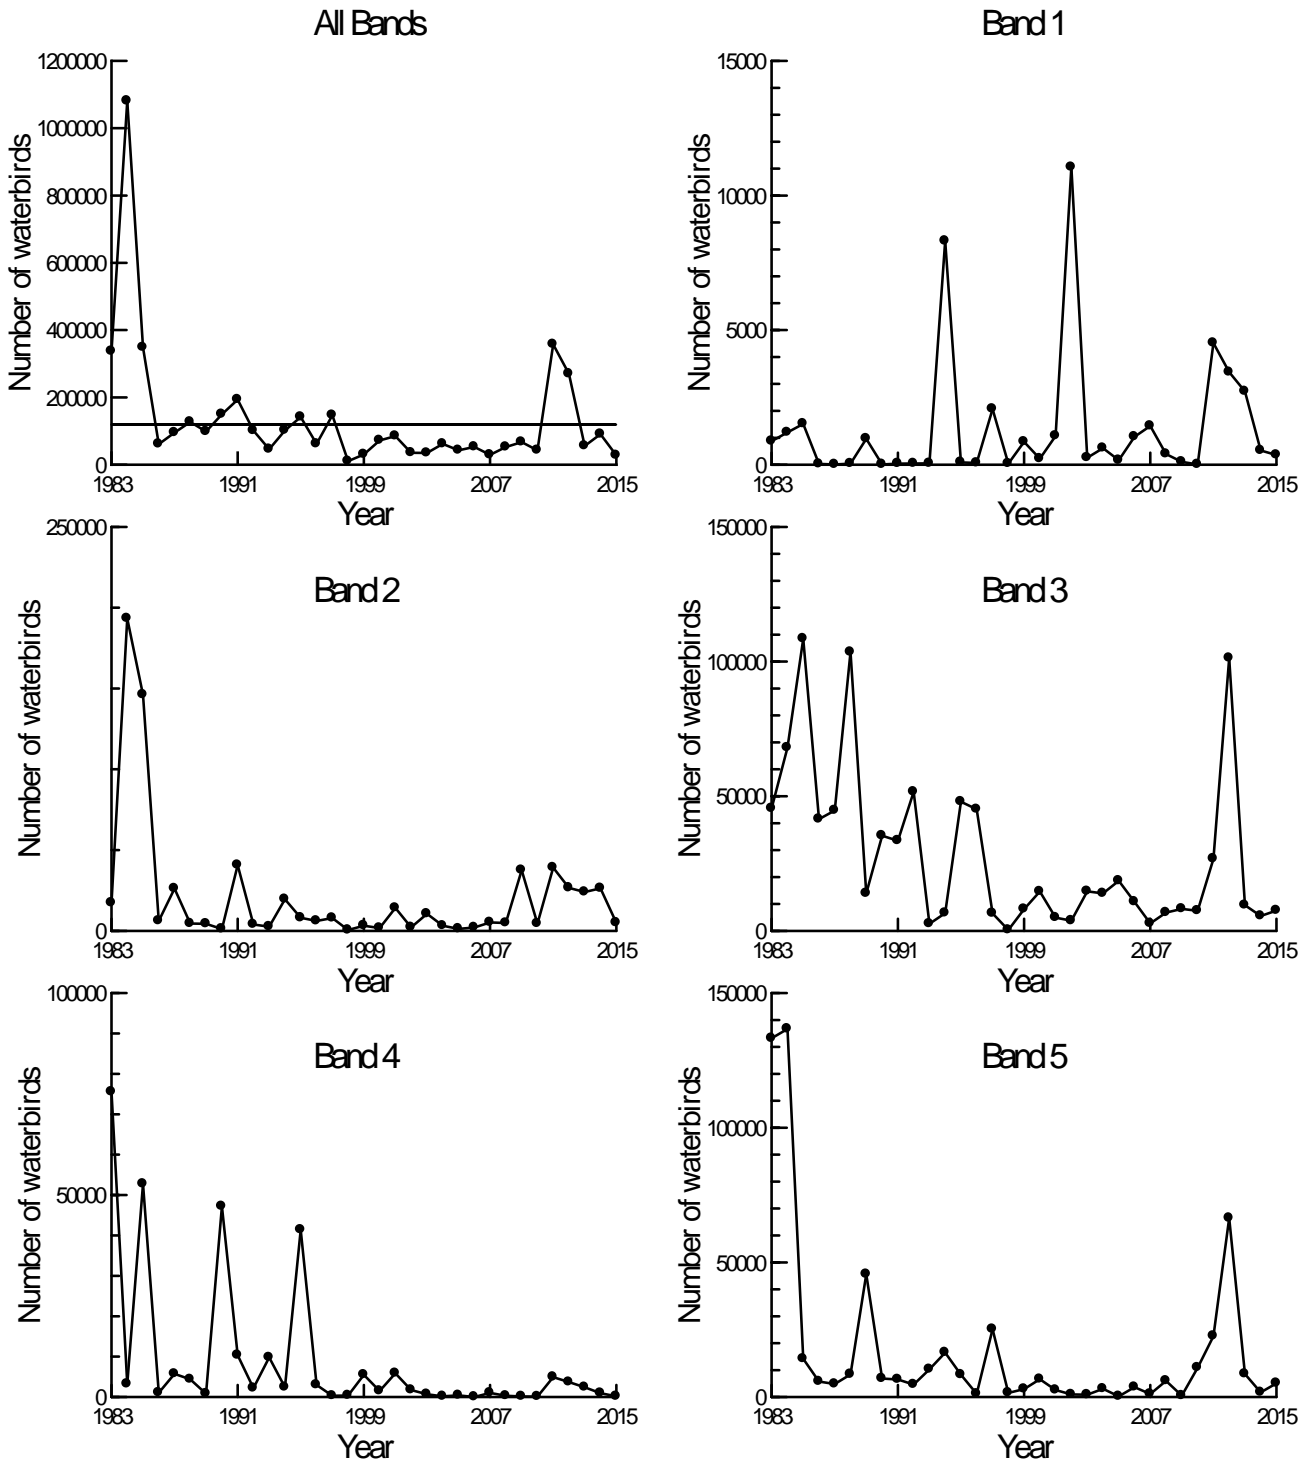 All Bands
1200000
1000000
800000
600000
400000
200000
0
Number of waterbirds
1983 1991 1999 2007 2015
Year
Band 1
15000
10000
5000
0
Number of waterbirds
1983 1991 1999 2007 2015
Year
Band 2
250000
0
Number of waterbirds
1983 1991 1999 2007 2015
Year
Band 3
150000
100000
50000
0
Number of waterbirds
1983 1991 1999 2007 2015
Year
Band 4
100000
50000
0
Number of waterbirds
1983 1991 1999 2007 2015
Year
Band 5
150000
100000
50000
0
Number of waterbirds
1983 1991 1999 2007 2015
Year